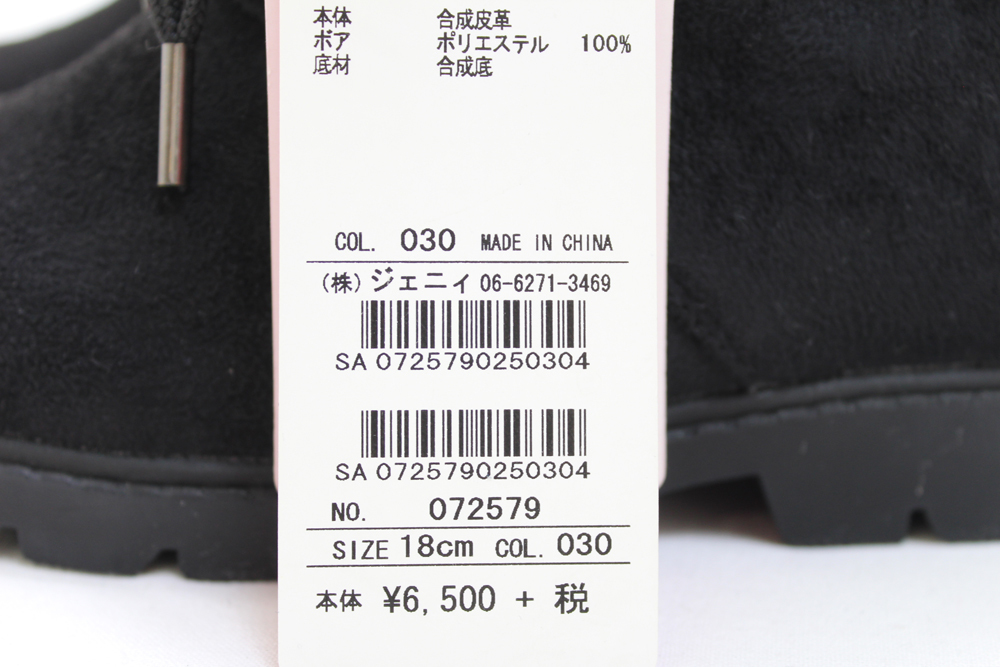 本体 合成皮革
ボア ポリエステル 100%
底材 合成底
COL. 030 MADE IN CHINA
(株)ジェニィ 06-6271-3469
SA 0725790250304
SA 0725790250304
NO. 072579
SIZE 18cm COL. 030
本体 ¥6,500 + 税